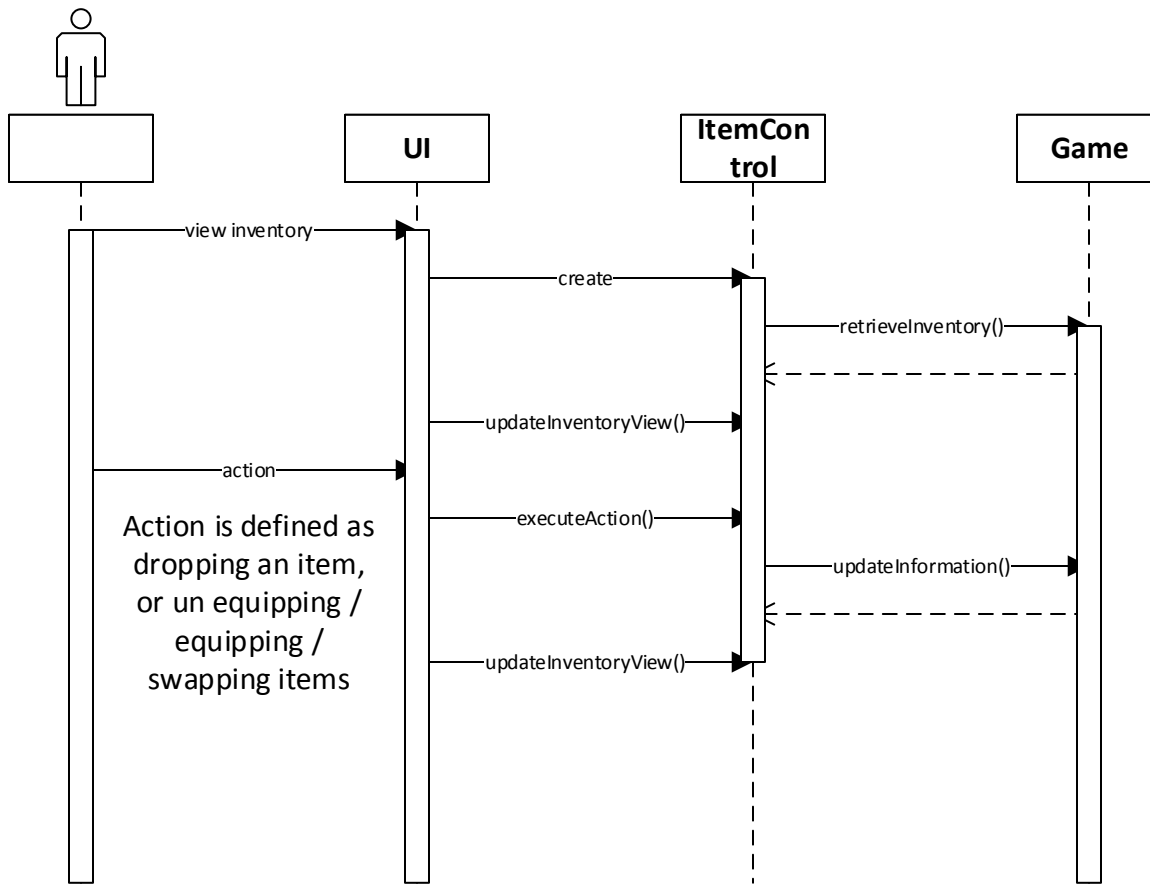 UI
ItemCon
trol
Game
view inventory
create
retrieveInventory()
updateInventoryView()
action
executeAction()
Action is defined as
dropping an item,
or un equipping /
equipping /
swapping items
updateInformation()
updateInventoryView()